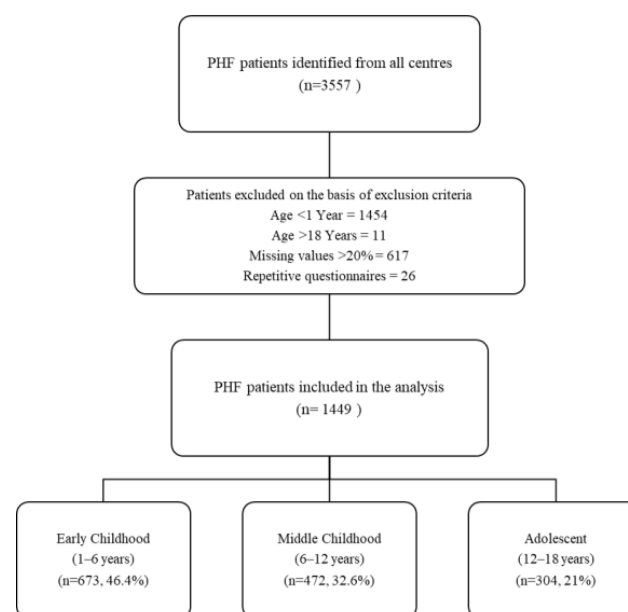 PHF patients identified from all centres
(n=3557 )
Patients excluded on the basis of exclusion criteria
Age <1 Year = 1454
Age >18 Years = 11
Missing values >20% = 617
Repetitive questionnaires = 26
PHF patients included in the analysis
(n= 1449 )
Early Childhood
(1–6 years)
(n=673, 46.4%)
Middle Childhood
(6–12 years)
(n=472, 32.6%)
Adolescent
(12–18 years)
(n=304, 21%)